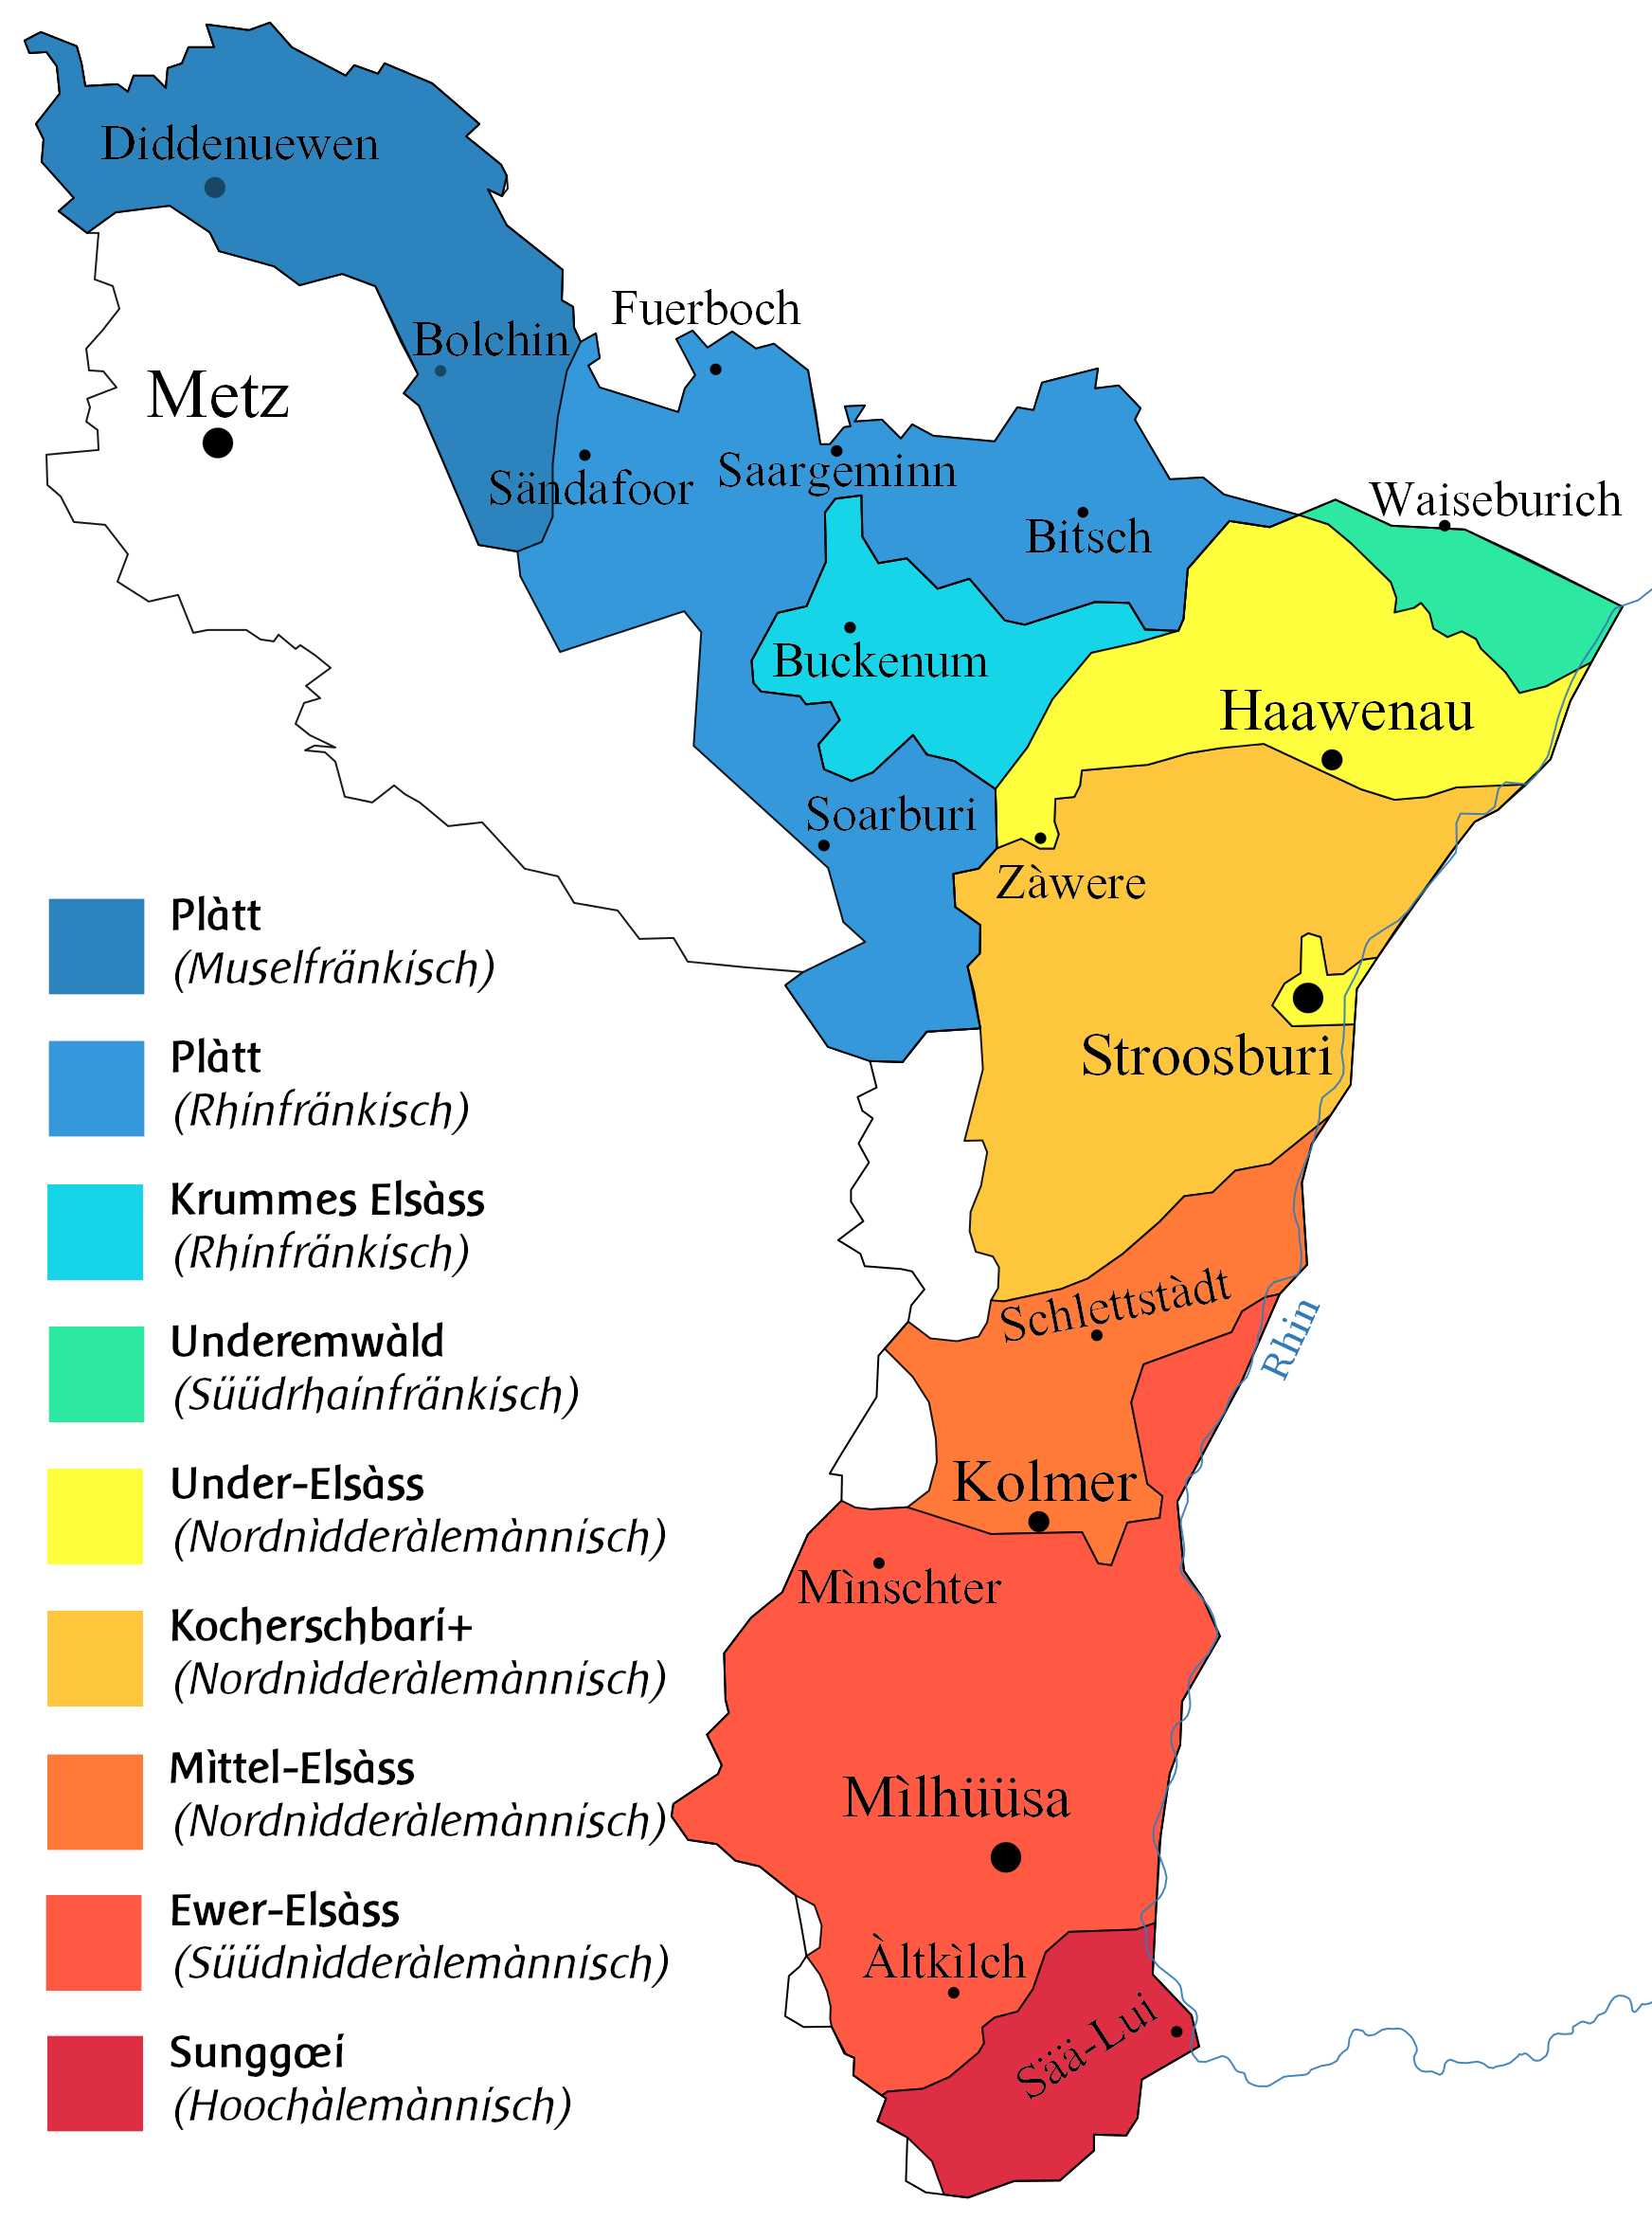 Diddenuewen
Fuerboch
Bolchin
Metz
Saargeminn
Sändafoor
Waiseburich
Bitsch
Buckenum
Haawenau
Soarburi
Zàwere
Stroosburi
Schlettstàdt
Rhin
Kolmer
Mìnschter
Mìlhüüsa
Àltkìlch
Sää-Lui
Plàtt
(Muselfränkisch)
Plàtt
(Rhinfränkisch)
Krummes Elsàss
(Rhinfränkisch)
Underemwàld
(Süüdrhainfränkisch)
Under-Elsàss
(Nordnìdderàlemànnisch)
Kocherschbari+
(Nordnìdderàlemànnisch)
Mìttel-Elsàss
(Nordnìdderàlemànnisch)
Ewer-Elsàss
(Süüdnìdderàlemànnisch)
Sunggœi
(Hoochàlemànnisch)